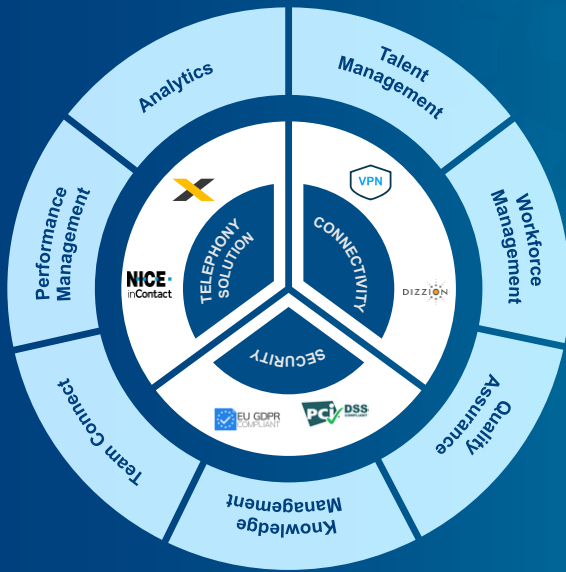 Analytics
Talent
Management
Workforce
Management
Quality
Assurance
Knowledge
Management
Team Connect
Performance
Management
TELEPHONY
SOLUTION
CONNECTIVITY
SECURITY
VPN
DIZZION
NICE
inContact
EU GDPR
COMPLIANT
PCI DSS
COMPLIANT